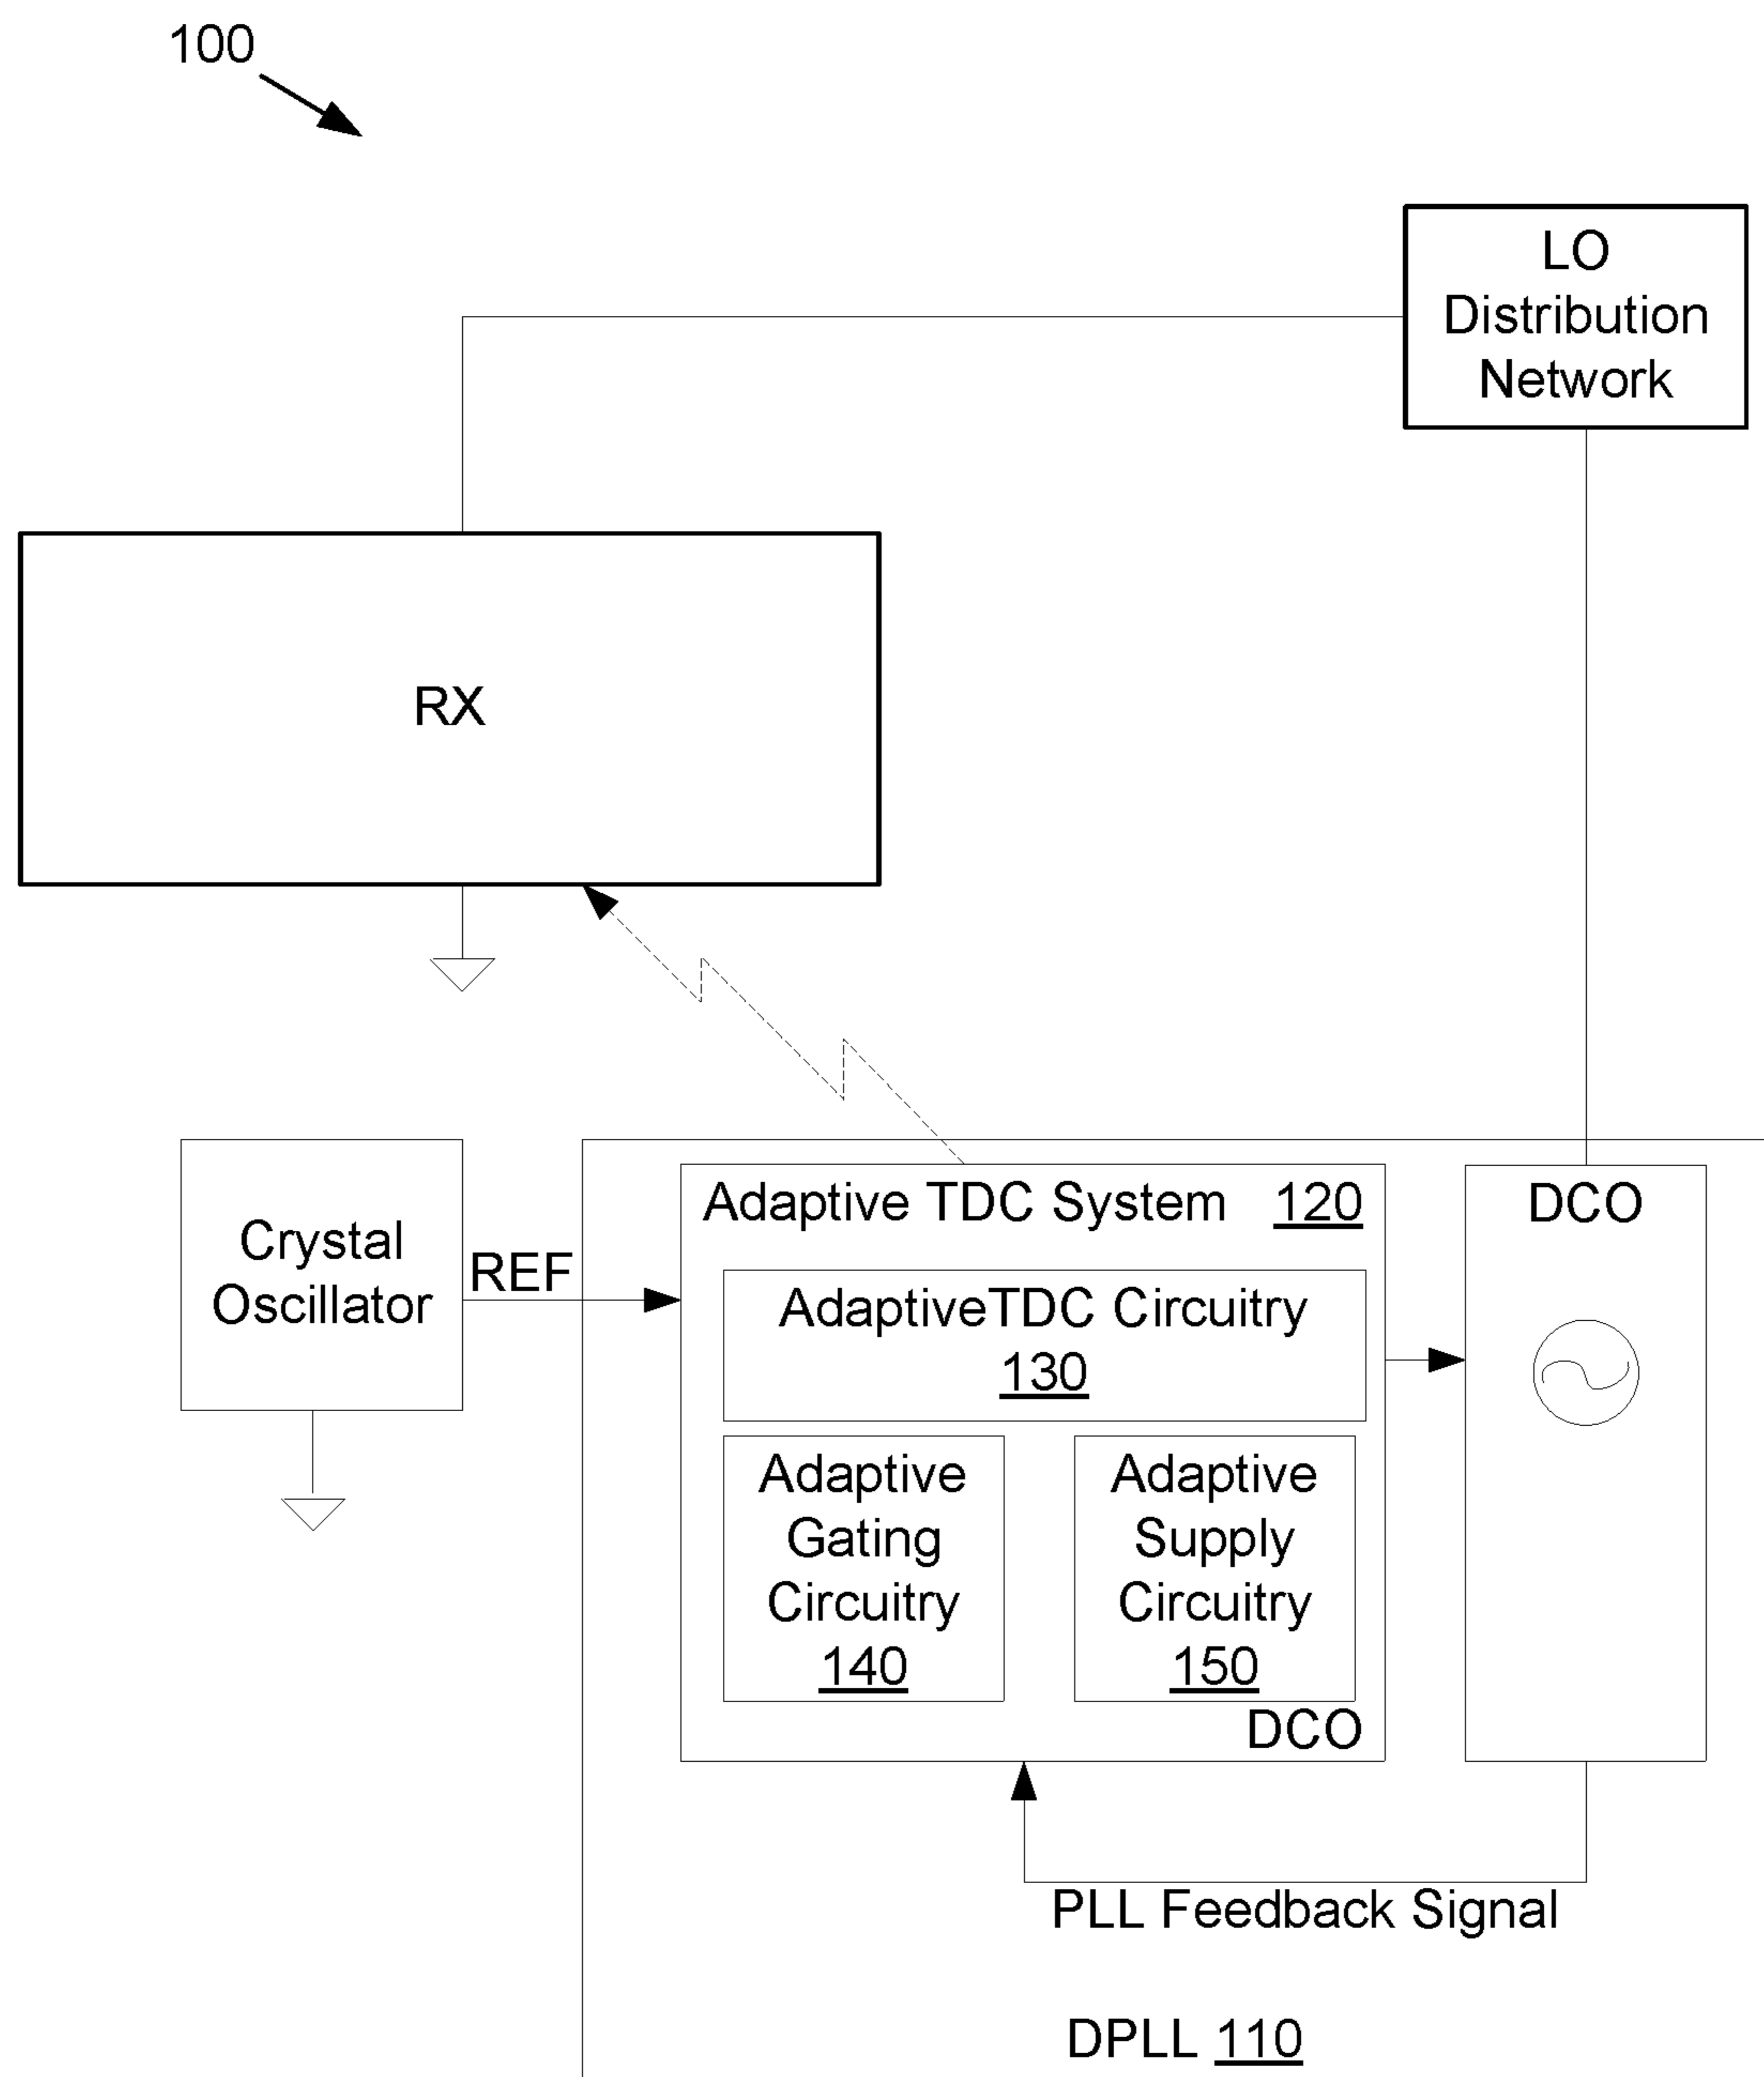 100
LO
Distribution
Network
RX
Crystal
Oscillator
REF
Adaptive TDC System 120
AdaptiveTDC Circuitry
130
Adaptive
Gating
Circuitry
140
Adaptive
Supply
Circuitry
150
DCO
DCO
PLL Feedback Signal
DPLL 110